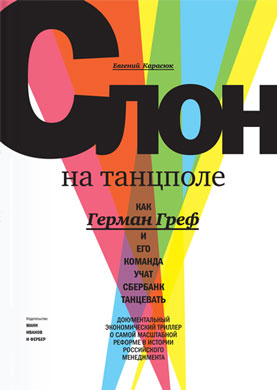 Евгений Карасюк
Слон
на танцполе
КАК
Герман Греф
И
ЕГО
КОМАНДА
УЧАТ
СБЕРБАНК
ТАНЦЕВАТЬ
ДОКУМЕНТАЛЬНЫЙ
ЭКОНОМИЧЕСКИЙ ТРИЛЛЕР
О САМОЙ МАСШТАБНОЙ
РЕФОРМЕ В ИСТОРИИ
РОССИЙСКОГО
МЕНЕДЖМЕНТА
Издательство
МАНН
ИВАНОВ
И ФЕРБЕР